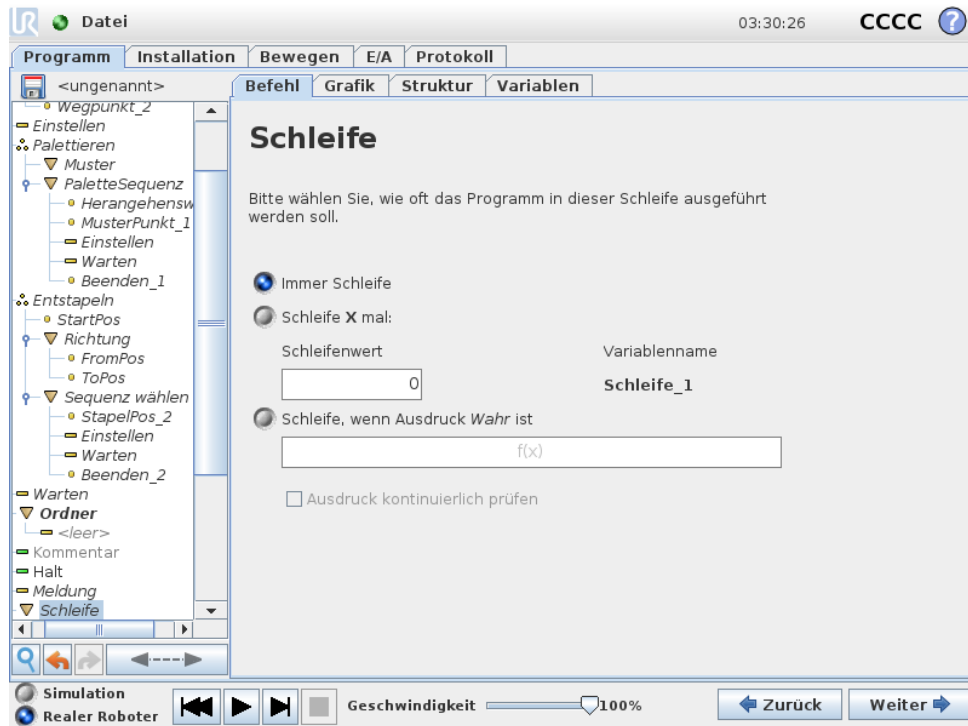 UR
Datei
03:30:26
CCCC
?
Programm
Installation
Bewegen
E/A
Protokoll
<ungenannt>
Befehl
Grafik
Struktur
Variablen
Wegpunkt_2
Einstellen
Palettieren
Muster
PaletteSequenz
Herangehensw
MusterPunkt_1
Einstellen
Warten
Beenden_1
Entstapeln
StartPos
Richtung
FromPos
ToPos
Sequenz wählen
StapelPos_2
Einstellen
Warten
Beenden_2
Warten
Ordner
<leer>
Kommentar
Halt
Meldung
Schleife
Schleife
Bitte wählen Sie, wie oft das Programm in dieser Schleife ausgeführt
werden soll.
Immer Schleife
Schleife X mal:
Schleifenwert
Variablenname
0
Schleife_1
Schleife, wenn Ausdruck Wahr ist
f(x)
Ausdruck kontinuierlich prüfen
Simulation
Realer Roboter
Geschwindigkeit
100%
Zurück
Weiter